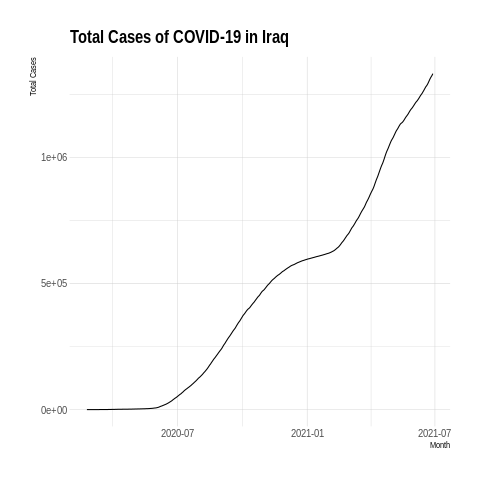 Total Cases of COVID-19 in Iraq
Total Cases
1e+06
5e+05
0e+00
2020-07
2021-01
2021-07
Month